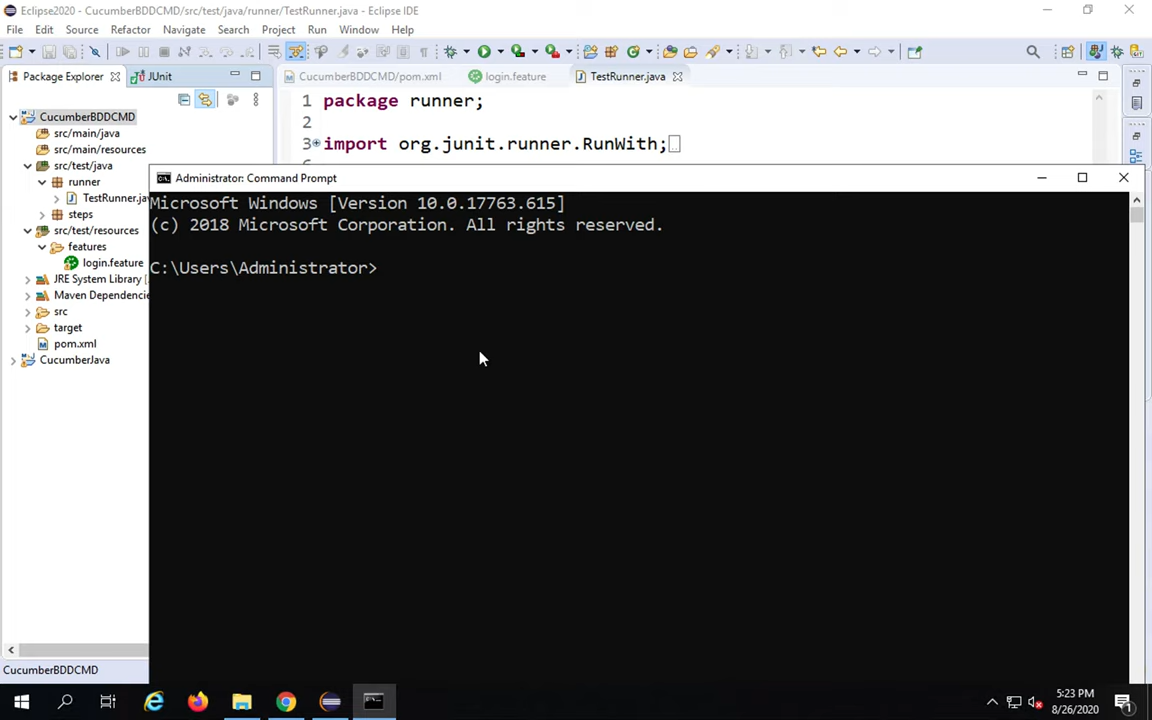 Eclipse2020 - CucumberBDDCMD/src/test/java/runner/TestRunner.java - Eclipse IDE
File Edit Source Refactor Navigate Search Project Run Window Help
Package Explorer JUnit
CucumberBDDCMD/pom.xml login.feature TestRunner.java
CucumberBDDCMD
src/main/java
src/main/resources
src/test/java
runner
TestRunner.jav
steps
src/test/resources
features
login.feature
JRE System Library [
Maven Dependencie
src
target
pom.xml
CucumberJava
1 package runner;
2
3 import org.junit.runner.RunWith;
Administrator: Command Prompt
Microsoft Windows [Version 10.0.17763.615]
(c) 2018 Microsoft Corporation. All rights reserved.
C:\Users\Administrator>
CucumberBDDCMD
5:23 PM
8/26/2020
1